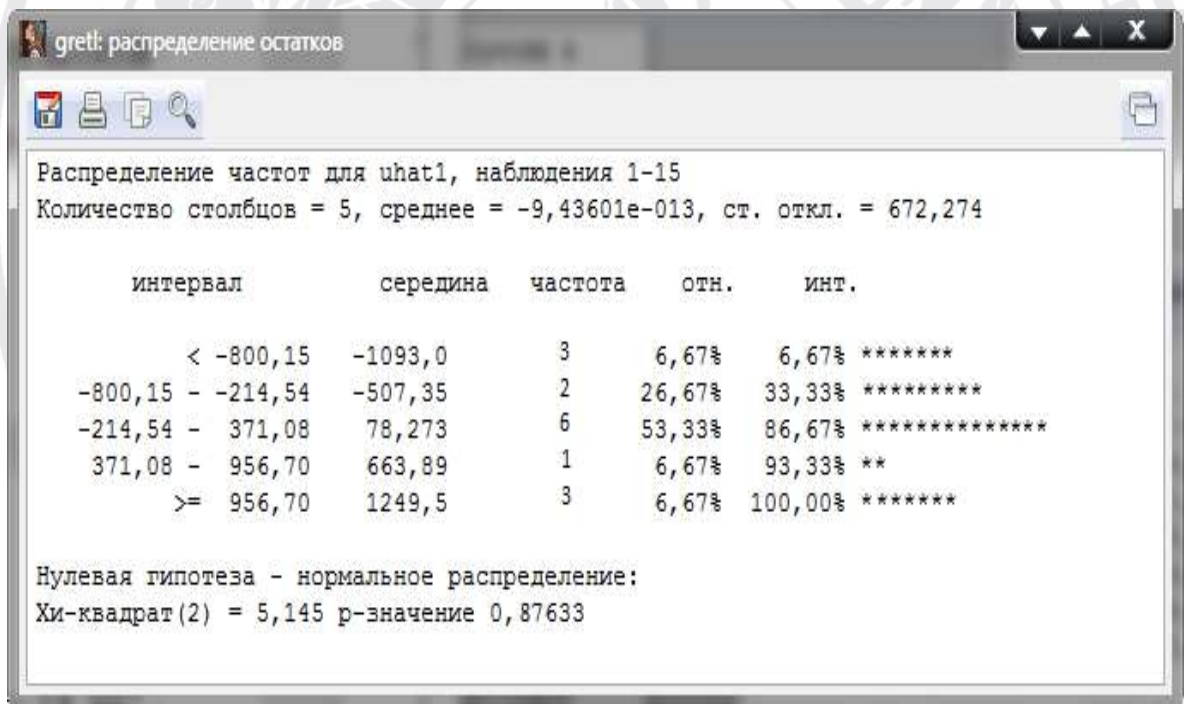 gretl: распределение остатков
Распределение частот для uhat1, наблюдения 1-15
Количество столбцов = 5, среднее = -9,43601e-013, ст. откл. = 672,274
интервал середина частота отн. инт.
< -800,15 -1093,0 3 6,67% 6,67% *******
-800,15 - -214,54 -507,35 2 26,67% 33,33% *********
-214,54 - 371,08 78,273 6 53,33% 86,67% **************
371,08 - 956,70 663,89 1 6,67% 93,33% **
>= 956,70 1249,5 3 6,67% 100,00% *******
Нулевая гипотеза - нормальное распределение:
Хи-квадрат(2) = 5,145 p-значение 0,87633